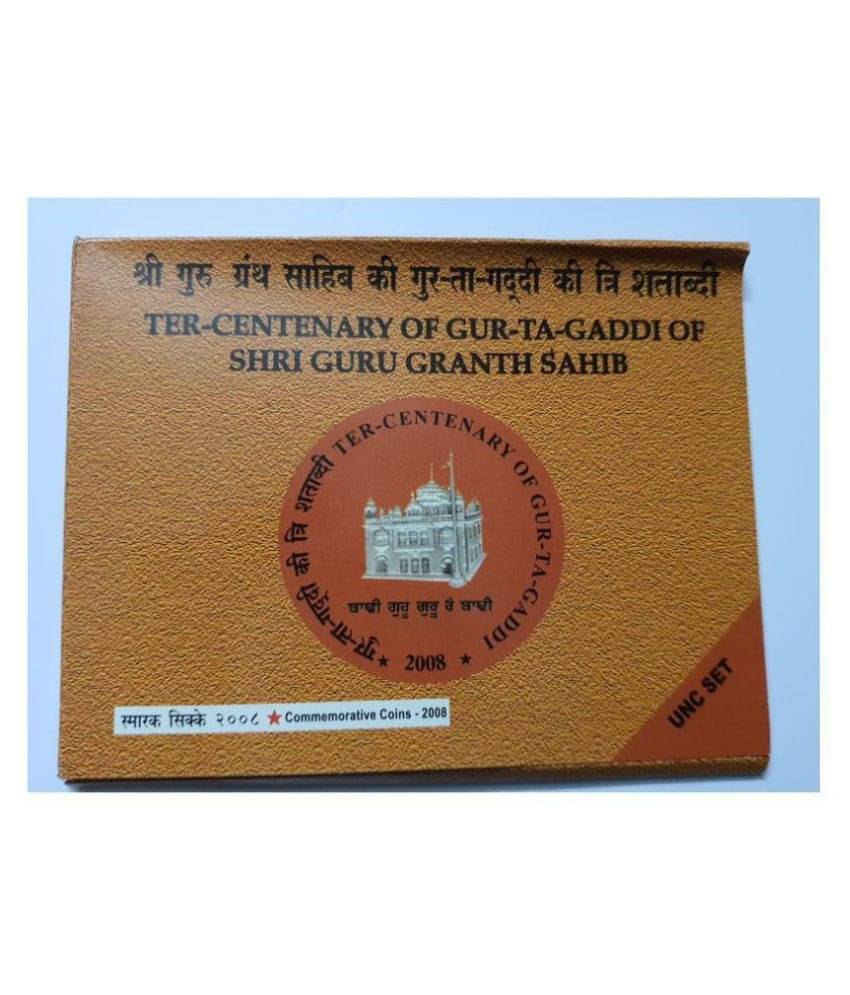 श्री गुरु ग्रंथ साहिब की गुर-ता-गद्दी की त्रि शताब्दी
TER-CENTENARY OF GUR-TA-GADDI OF
SHRI GURU GRANTH SAHIB
गुर-ता-गद्दी की त्रि शताब्दी TER-CENTENARY OF GUR-TA-GADDI
ਬਾਣੀ ਗੁਰੂ ਗੁਰੂ ਹੈ ਬਾਣੀ
★ 2008 ★
स्मारक सिक्के २००८ ★ Commemorative Coins - 2008
UNC SET